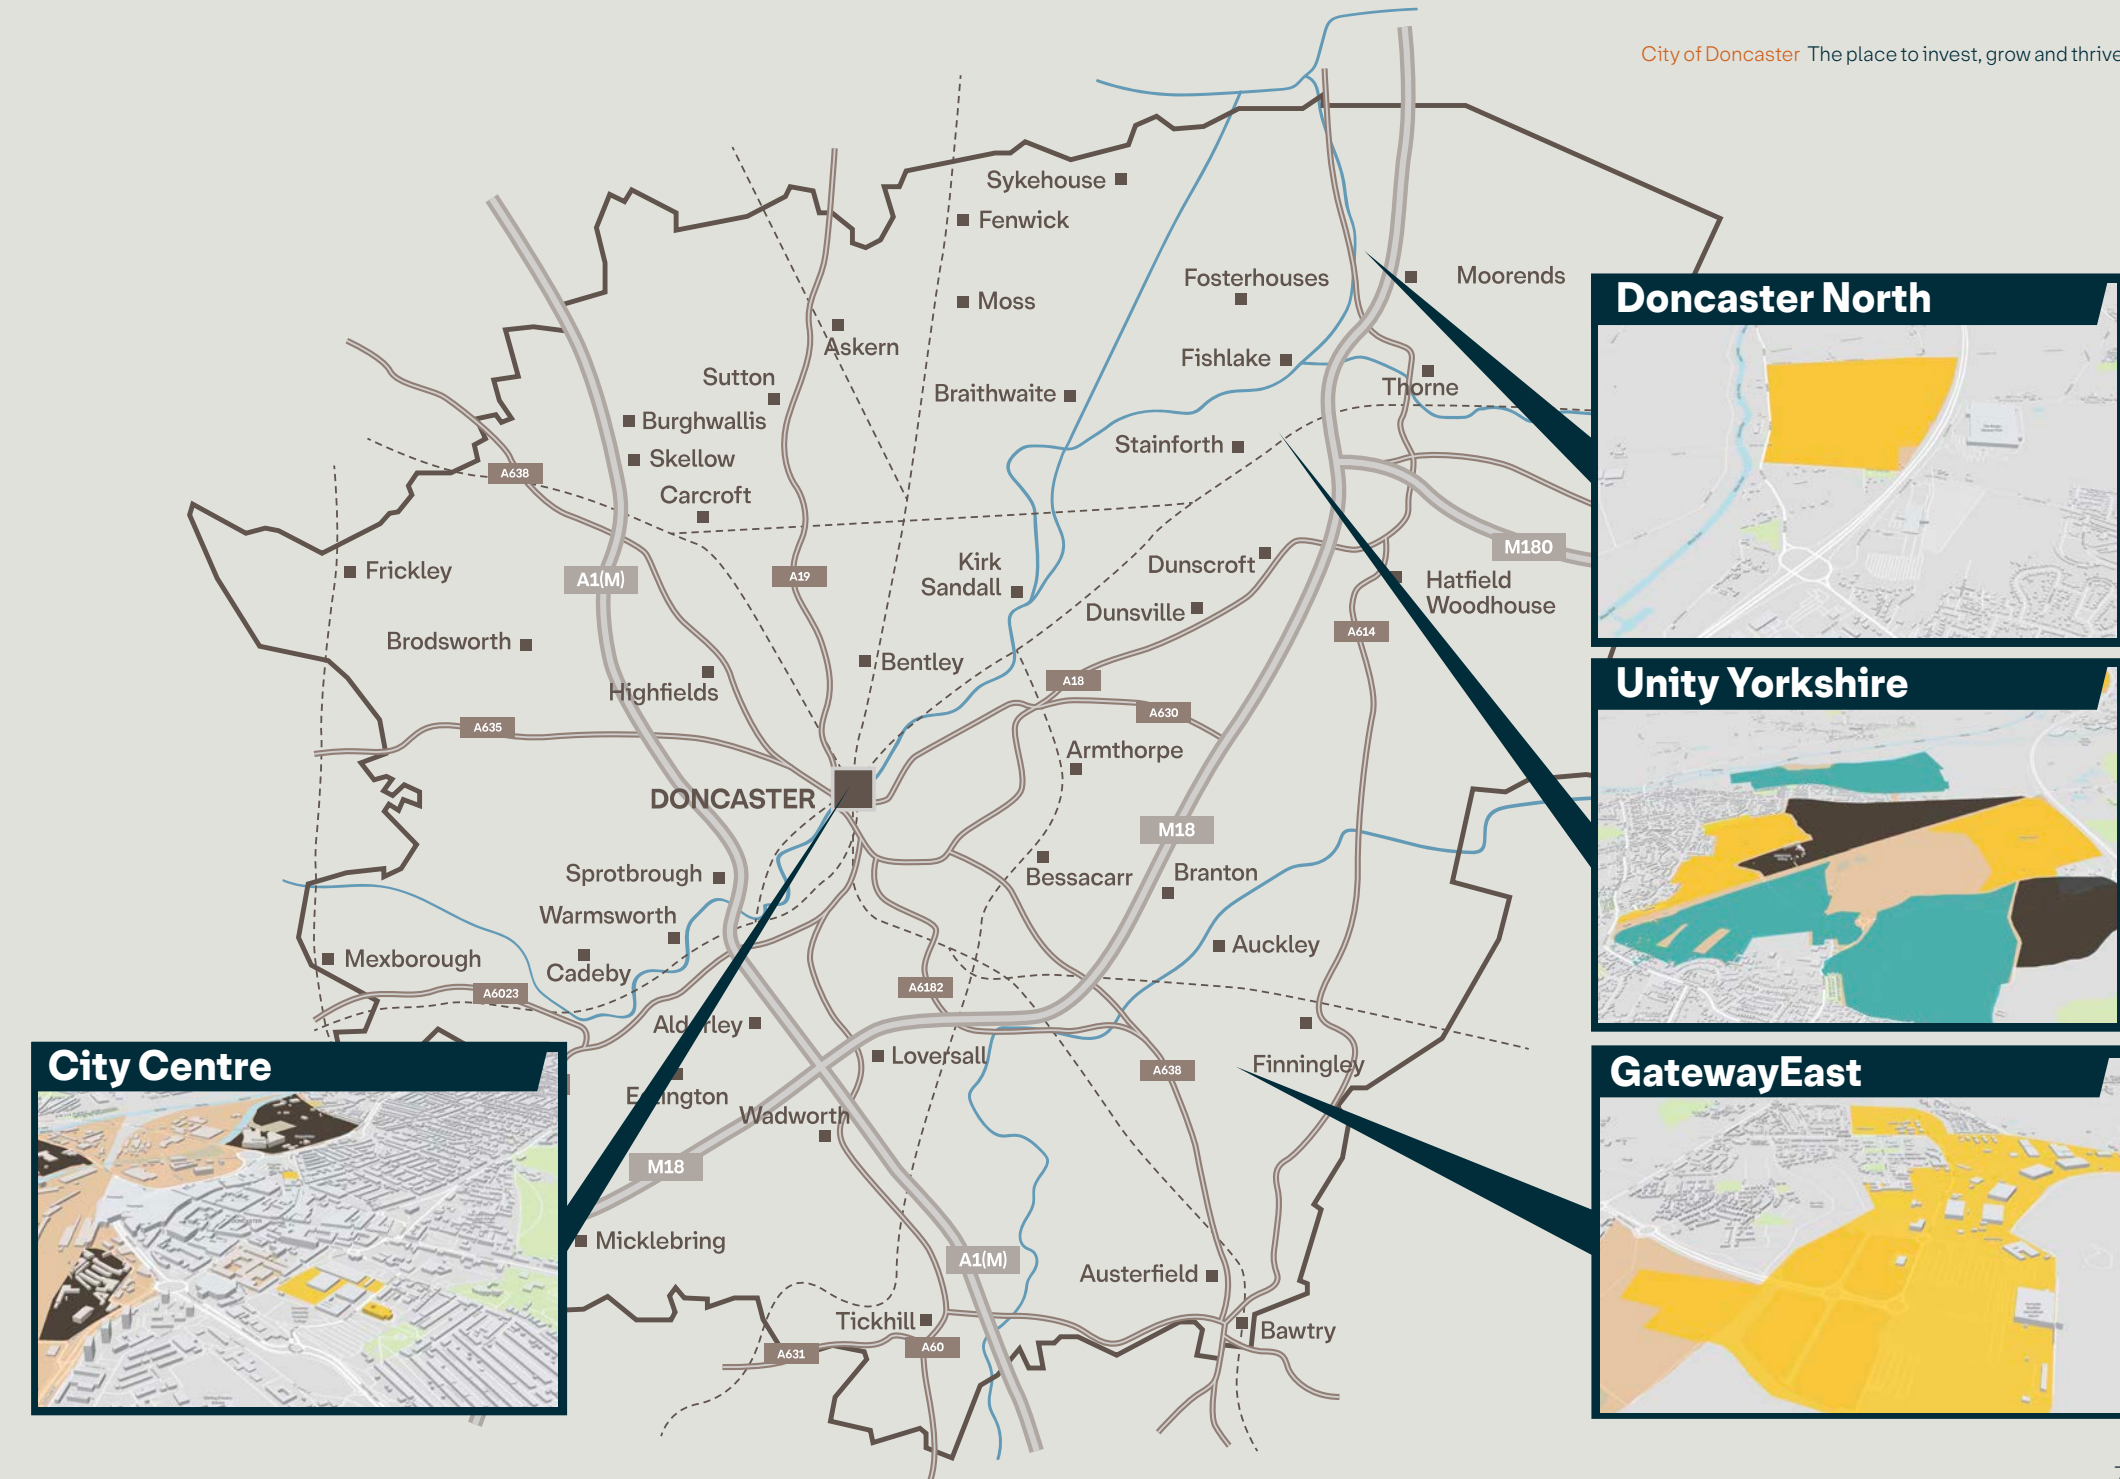 City of Doncaster The place to invest, grow and thrive
Sykehouse
Fenwick
Fosterhouses
Moorends
Doncaster North
Moss
Askern
Fishlake
Sutton
Thorne
Braithwaite
Burghwallis
Stainforth
Skellow
A638
Carcroft
M180
Kirk
Sandall
Dunscroft
Frickley
A1(M)
A19
Hatfield
Woodhouse
Dunsville
A614
Brodsworth
Bentley
Unity Yorkshire
Highfields
A18
A635
A630
Armthorpe
DONCASTER
M18
Sprotbrough
Bessacarr
Branton
Warmsworth
Auckley
Mexborough
Cadeby
A6023
A6182
Alderley
Loversall
Finningley
City Centre
A638
GatewayEast
Wadworth
M18
Micklebring
A1(M)
Austerfield
Tickhill
Bawtry
A631
A60